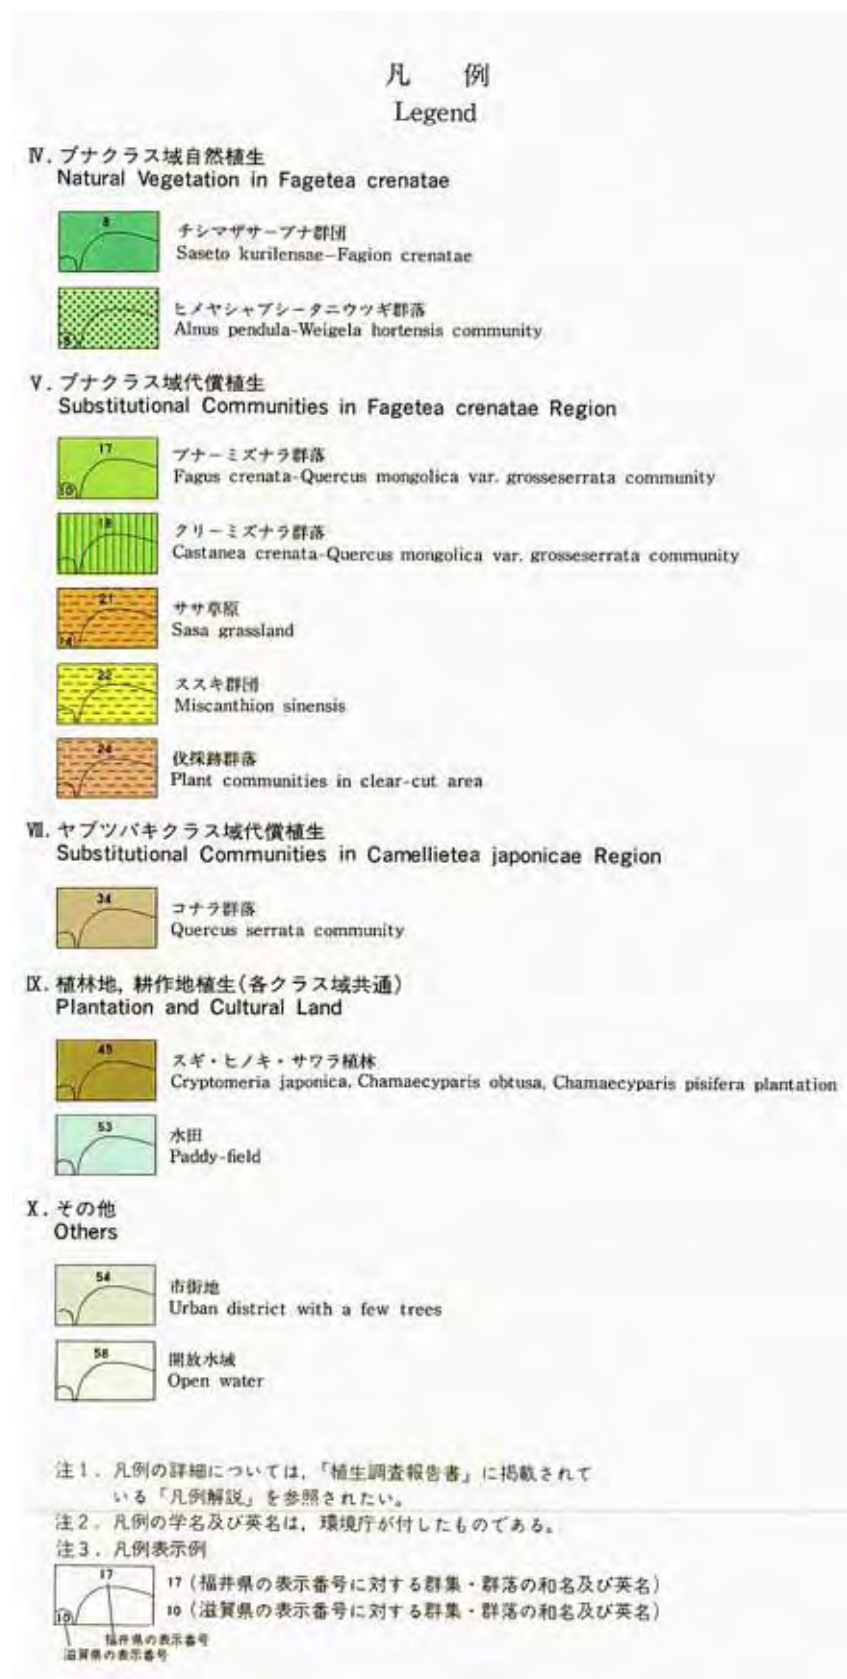 凡 例
Legend
Ⅳ. ブナクラス域自然植生
Natural Vegetation in Fagetea crenatae
8
チシマザサ－ブナ群団
Saseto kurilensae－Fagion crenatae
ヒメヤシャブシ－タニウツギ群落
Alnus pendula-Weigela hortensis community
Ⅴ. ブナクラス域代償植生
Substitutional Communities in Fagetea crenatae Region
17
10
ブナ－ミズナラ群落
Fagus crenata-Quercus mongolica var. grosseserrata community
18
クリ－ミズナラ群落
Castanea crenata-Quercus mongolica var. grosseserrata community
21
14
ササ草原
Sasa grassland
22
ススキ群団
Miscanthion sinensis
24
伐採跡群落
Plant communities in clear-cut area
Ⅶ. ヤブツバキクラス域代償植生
Substitutional Communities in Camellietea japonicae Region
34
コナラ群落
Quercus serrata community
Ⅸ. 植林地, 耕作地植生(各クラス域共通)
Plantation and Cultural Land
45
スギ・ヒノキ・サワラ植林
Cryptomeria japonica, Chamaecyparis obtusa, Chamaecyparis pisifera plantation
53
水田
Paddy-field
Ⅹ. その他
Others
54
市街地
Urban district with a few trees
58
開放水域
Open water
注1. 凡例の詳細については,「植生調査報告書」に掲載されて
いる「凡例解説」を参照されたい。
注2. 凡例の学名及び英名は, 環境庁が付したものである。
注3. 凡例表示例
17
17 (福井県の表示番号に対する群集・群落の和名及び英名)
10
10 (滋賀県の表示番号に対する群集・群落の和名及び英名)
福井県の表示番号
滋賀県の表示番号